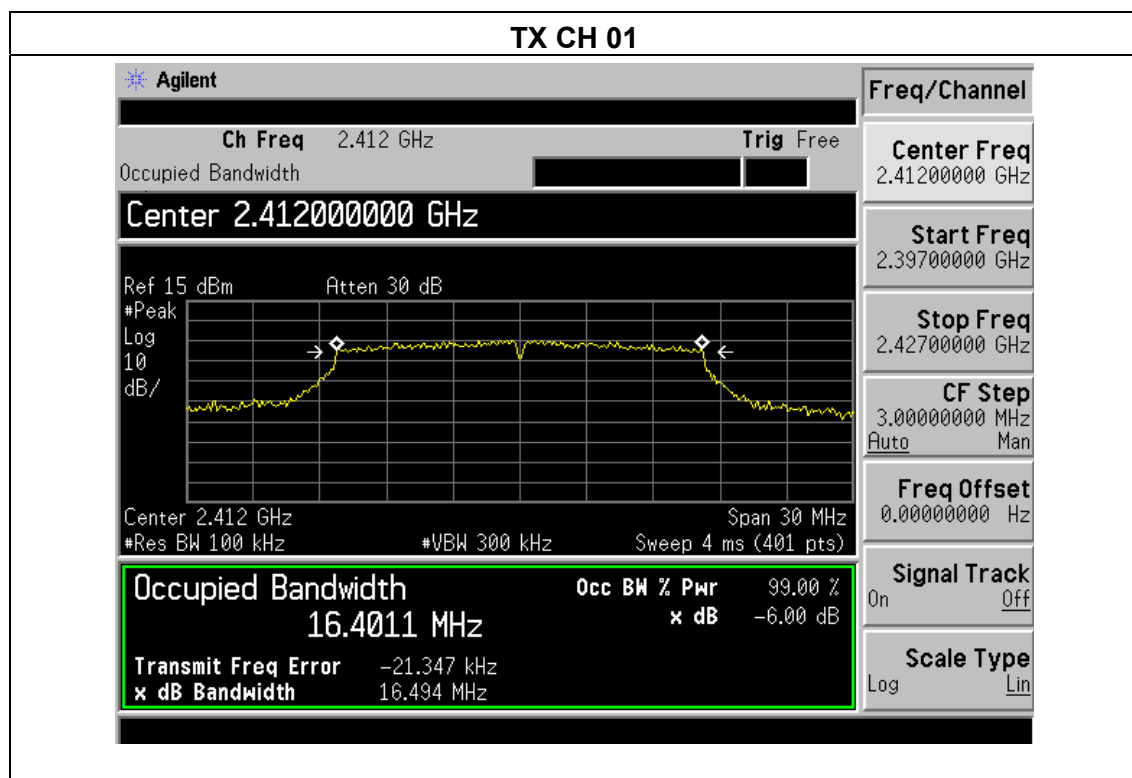 TX CH 01
Agilent
Ch Freq 2.412 GHz Trig Free
Occupied Bandwidth
Center 2.412000000 GHz
Ref 15 dBm Atten 30 dB
#Peak
Log
10
dB/
Center 2.412 GHz Span 30 MHz
#Res BW 100 kHz #VBW 300 kHz Sweep 4 ms (401 pts)
Occupied Bandwidth Occ BW % Pwr 99.00 %
16.4011 MHz x dB -6.00 dB
Transmit Freq Error -21.347 kHz
x dB Bandwidth 16.494 MHz
Freq/Channel
Center Freq
2.41200000 GHz
Start Freq
2.39700000 GHz
Stop Freq
2.42700000 GHz
CF Step
3.00000000 MHz
Auto Man
Freq Offset
0.00000000 Hz
Signal Track
On Off
Scale Type
Log Lin